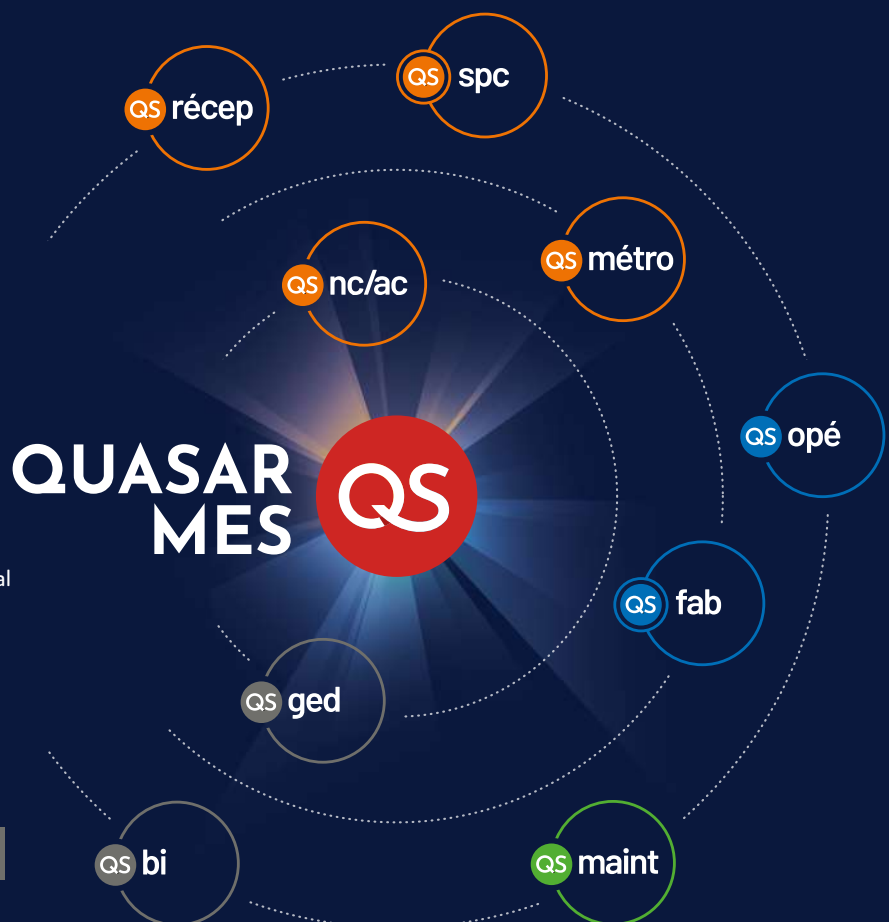 QS spc
QS récep
QS métro
QS nc/ac
QS opé
QUASAR
MES
QS
al
QS fab
QS ged
QS bi
QS maint